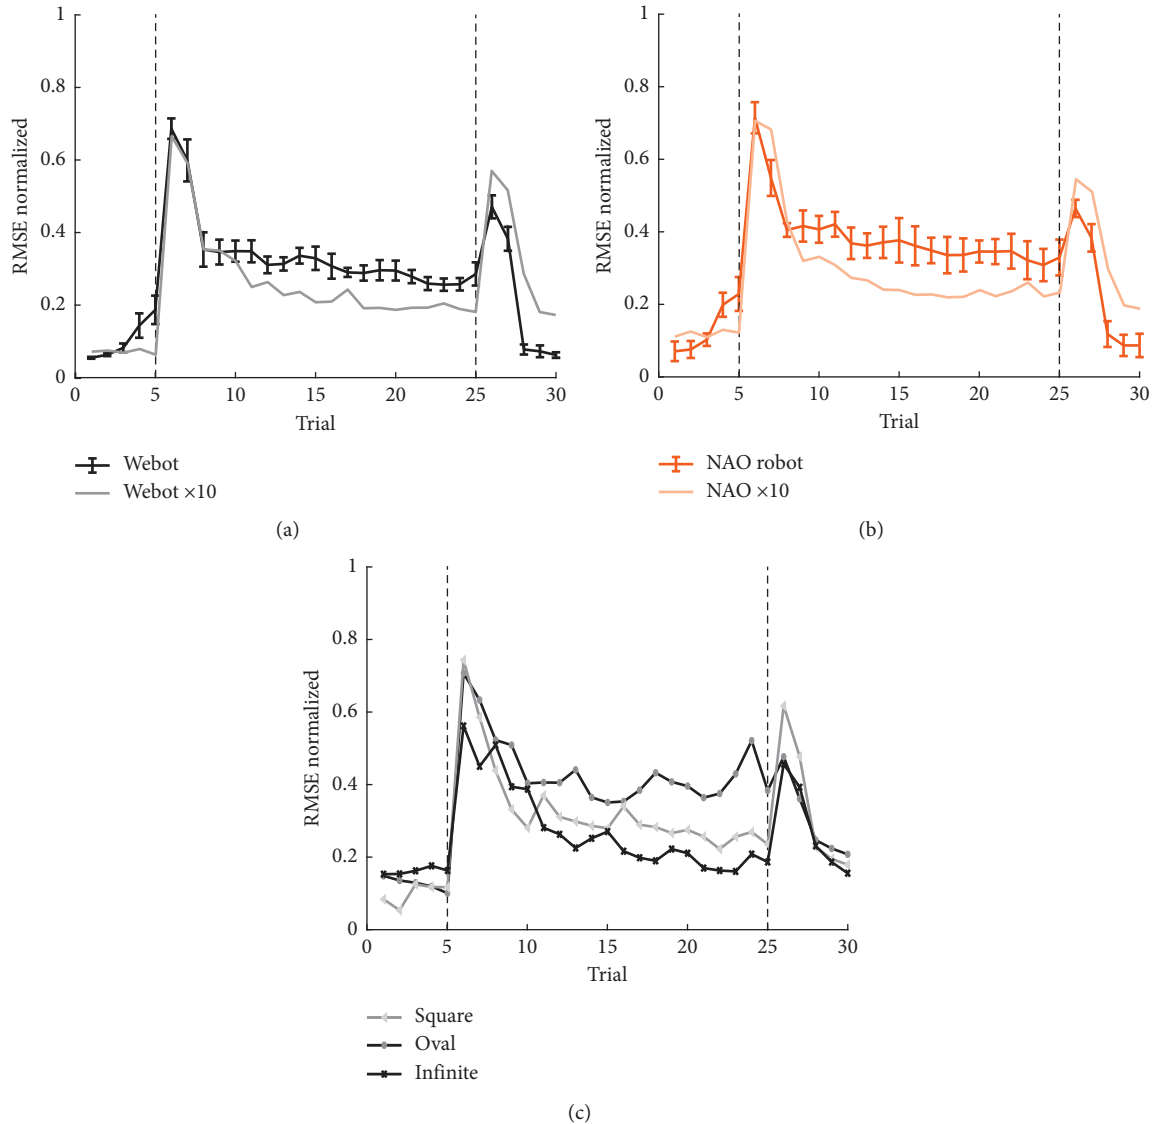 1
0.8
0.6
0.4
0.2
0
RMSE normalized
0 5 10 15 20 25 30
Trial
Webot
Webot ×10
(a)
1
0.8
0.6
0.4
0.2
0
RMSE normalized
0 5 10 15 20 25 30
Trial
NAO robot
NAO ×10
(b)
1
0.8
0.6
0.4
0.2
0
RMSE normalized
0 5 10 15 20 25 30
Trial
Square
Oval
Infinite
(c)